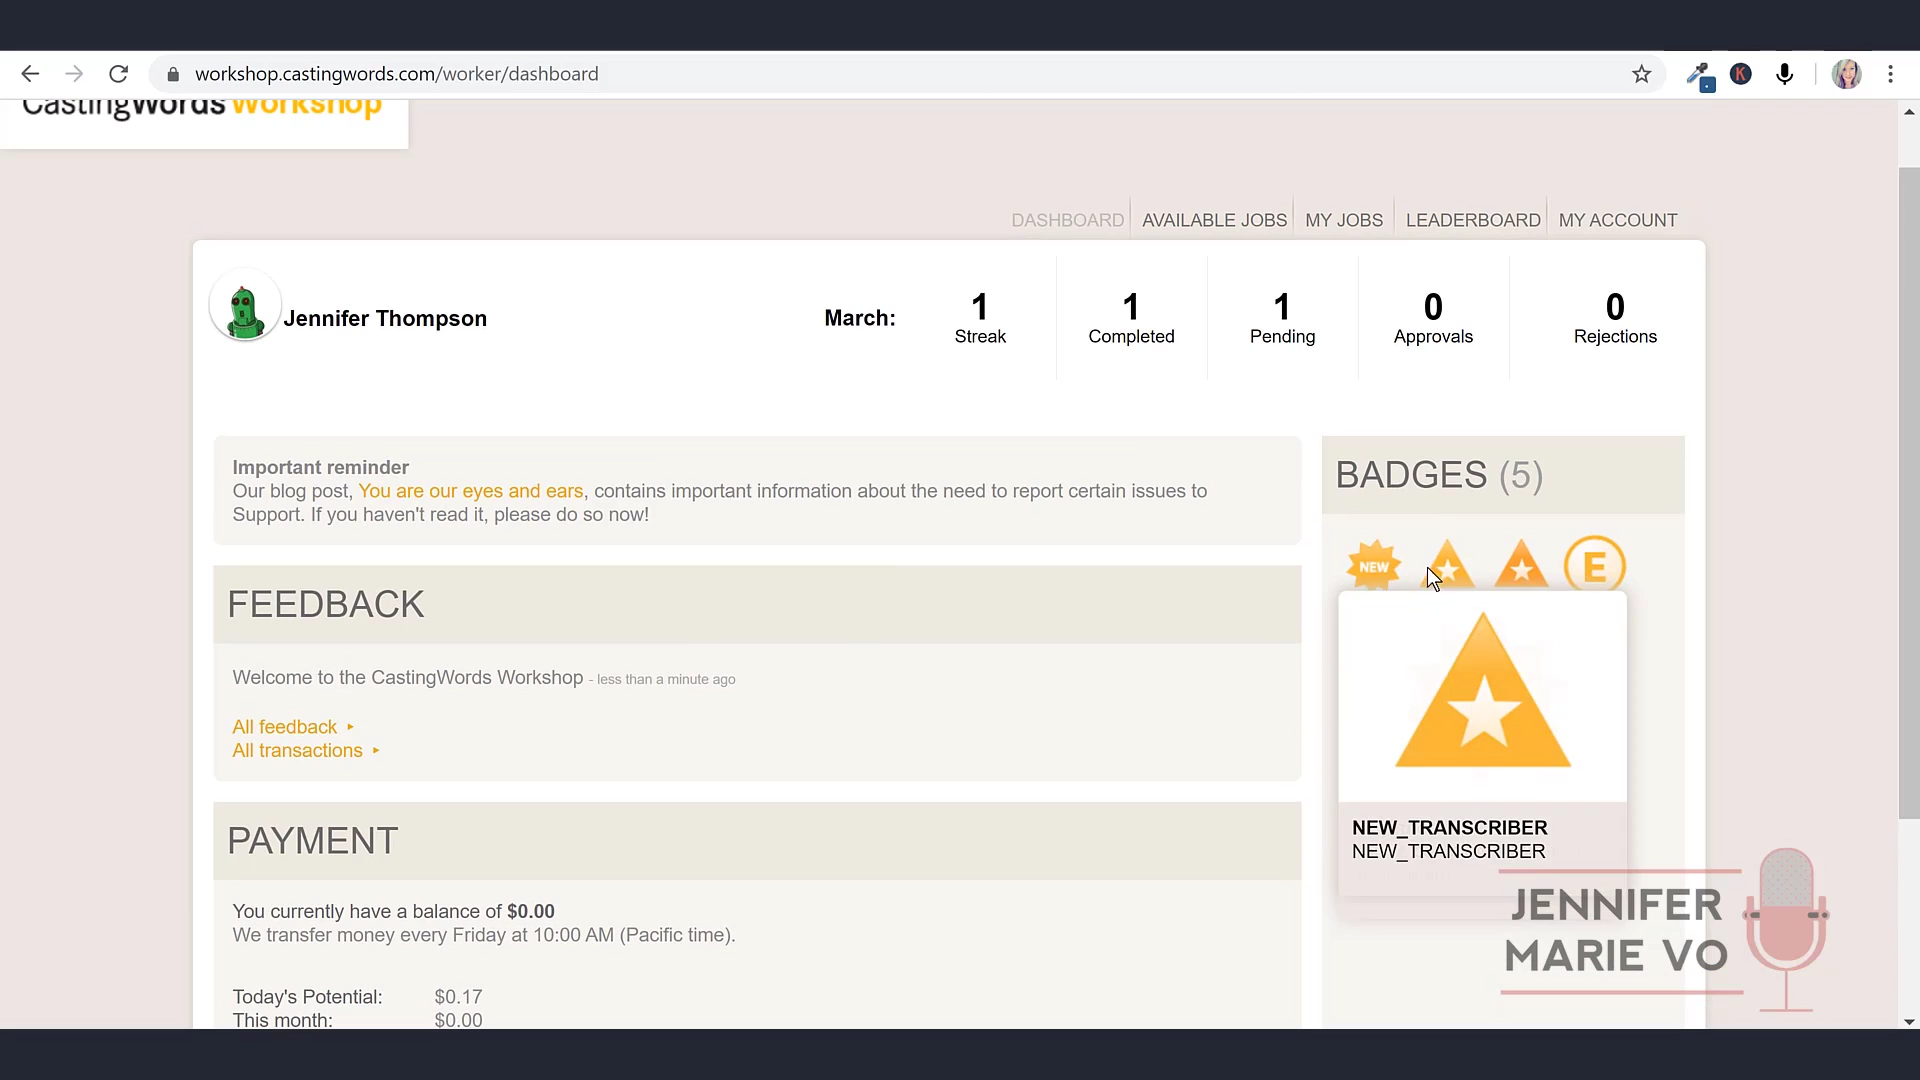 workshop.castingwords.com/worker/dashboard
K
CastingWords Workshop
DASHBOARD
AVAILABLE JOBS
MY JOBS
LEADERBOARD
MY ACCOUNT
Jennifer Thompson
March:
1
Streak
1
Completed
1
Pending
0
Approvals
0
Rejections
Important reminder
Our blog post, You are our eyes and ears, contains important information about the need to report certain issues to
Support. If you haven't read it, please do so now!
FEEDBACK
Welcome to the CastingWords Workshop - less than a minute ago
All feedback
All transactions
PAYMENT
You currently have a balance of $0.00
We transfer money every Friday at 10:00 AM (Pacific time).
Today's Potential: $0.17
This month: $0.00
BADGES (5)
NEW
E
NEW_TRANSCRIBER
NEW_TRANSCRIBER
JENNIFER
MARIE VO